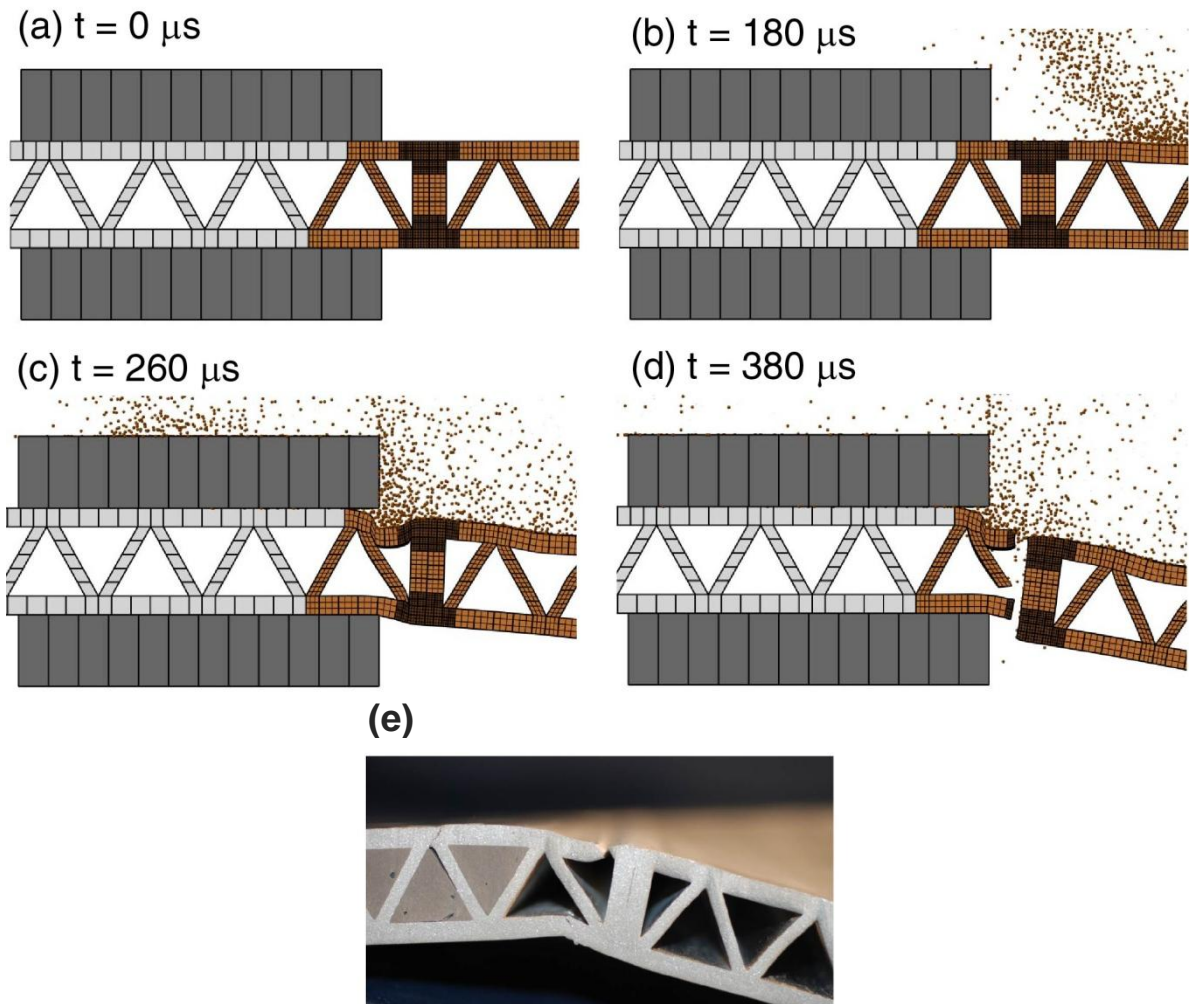 (a) t = 0 μs
(b) t = 180 μs
(c) t = 260 μs
(d) t = 380 μs
(e)